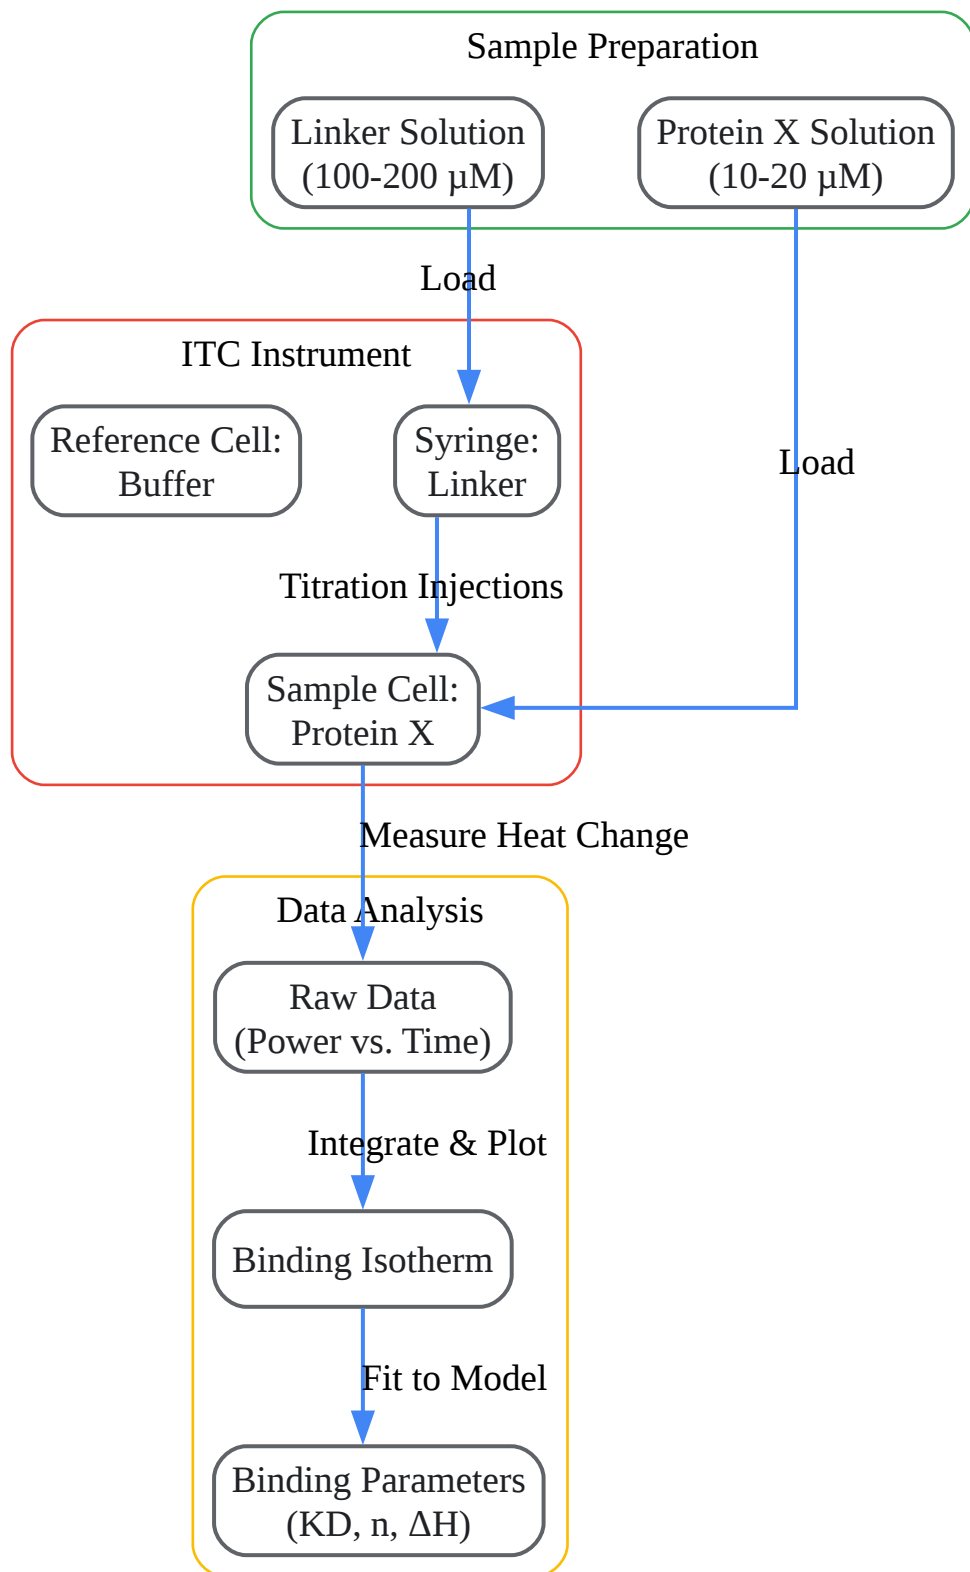 Sample Preparation
Linker Solution
(100-200 µM)
Protein X Solution
(10-20 µM)
Load
ITC Instrument
Reference Cell:
Buffer
Syringe:
Linker
Load
Titration Injections
Sample Cell:
Protein X
Measure Heat Change
Data Analysis
Raw Data
(Power vs. Time)
Integrate & Plot
Binding Isotherm
Fit to Model
Binding Parameters
(KD, n, ΔH)